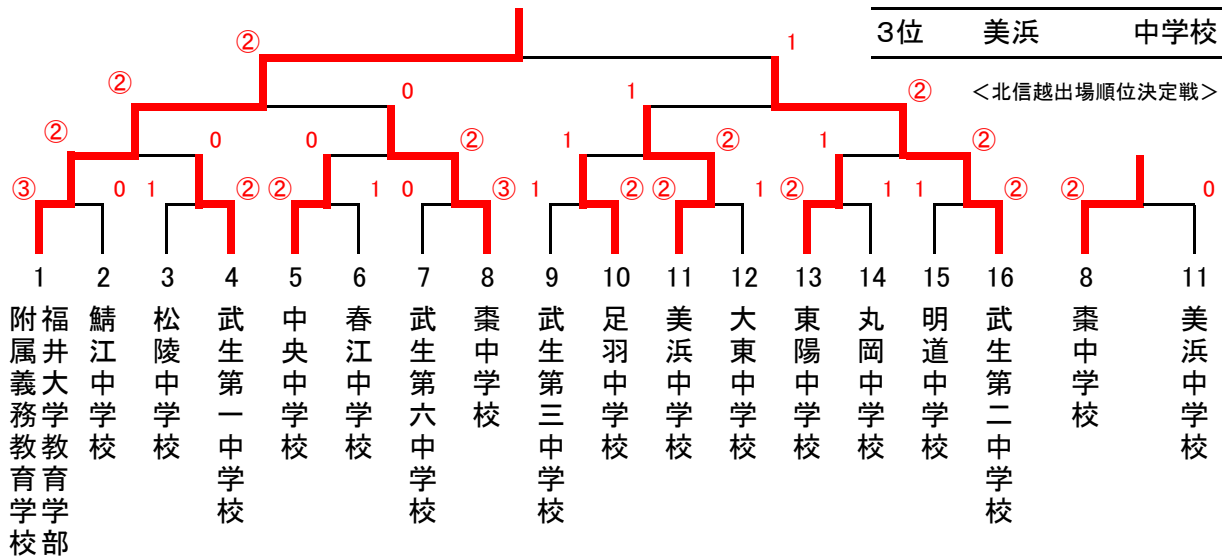 3位 美浜 中学校
<北信越出場順位決定戦>
② 1
② 0 1 ②
② 0 0 ② 1 ② 1 ②
③ 0 1 ② ② 1 0 ③ 1 ② ② 1 ② 1 1 ② ② 0
1 2 3 4 5 6 7 8 9 10 11 12 13 14 15 16 8 11
福井大学教育学部
附属義務教育学校
鯖江中学校
松陵中学校
武生第一中学校
中央中学校
春江中学校
武生第六中学校
棗中学校
武生第三中学校
足羽中学校
美浜中学校
大東中学校
東陽中学校
丸岡中学校
明道中学校
武生第二中学校
棗中学校
美浜中学校